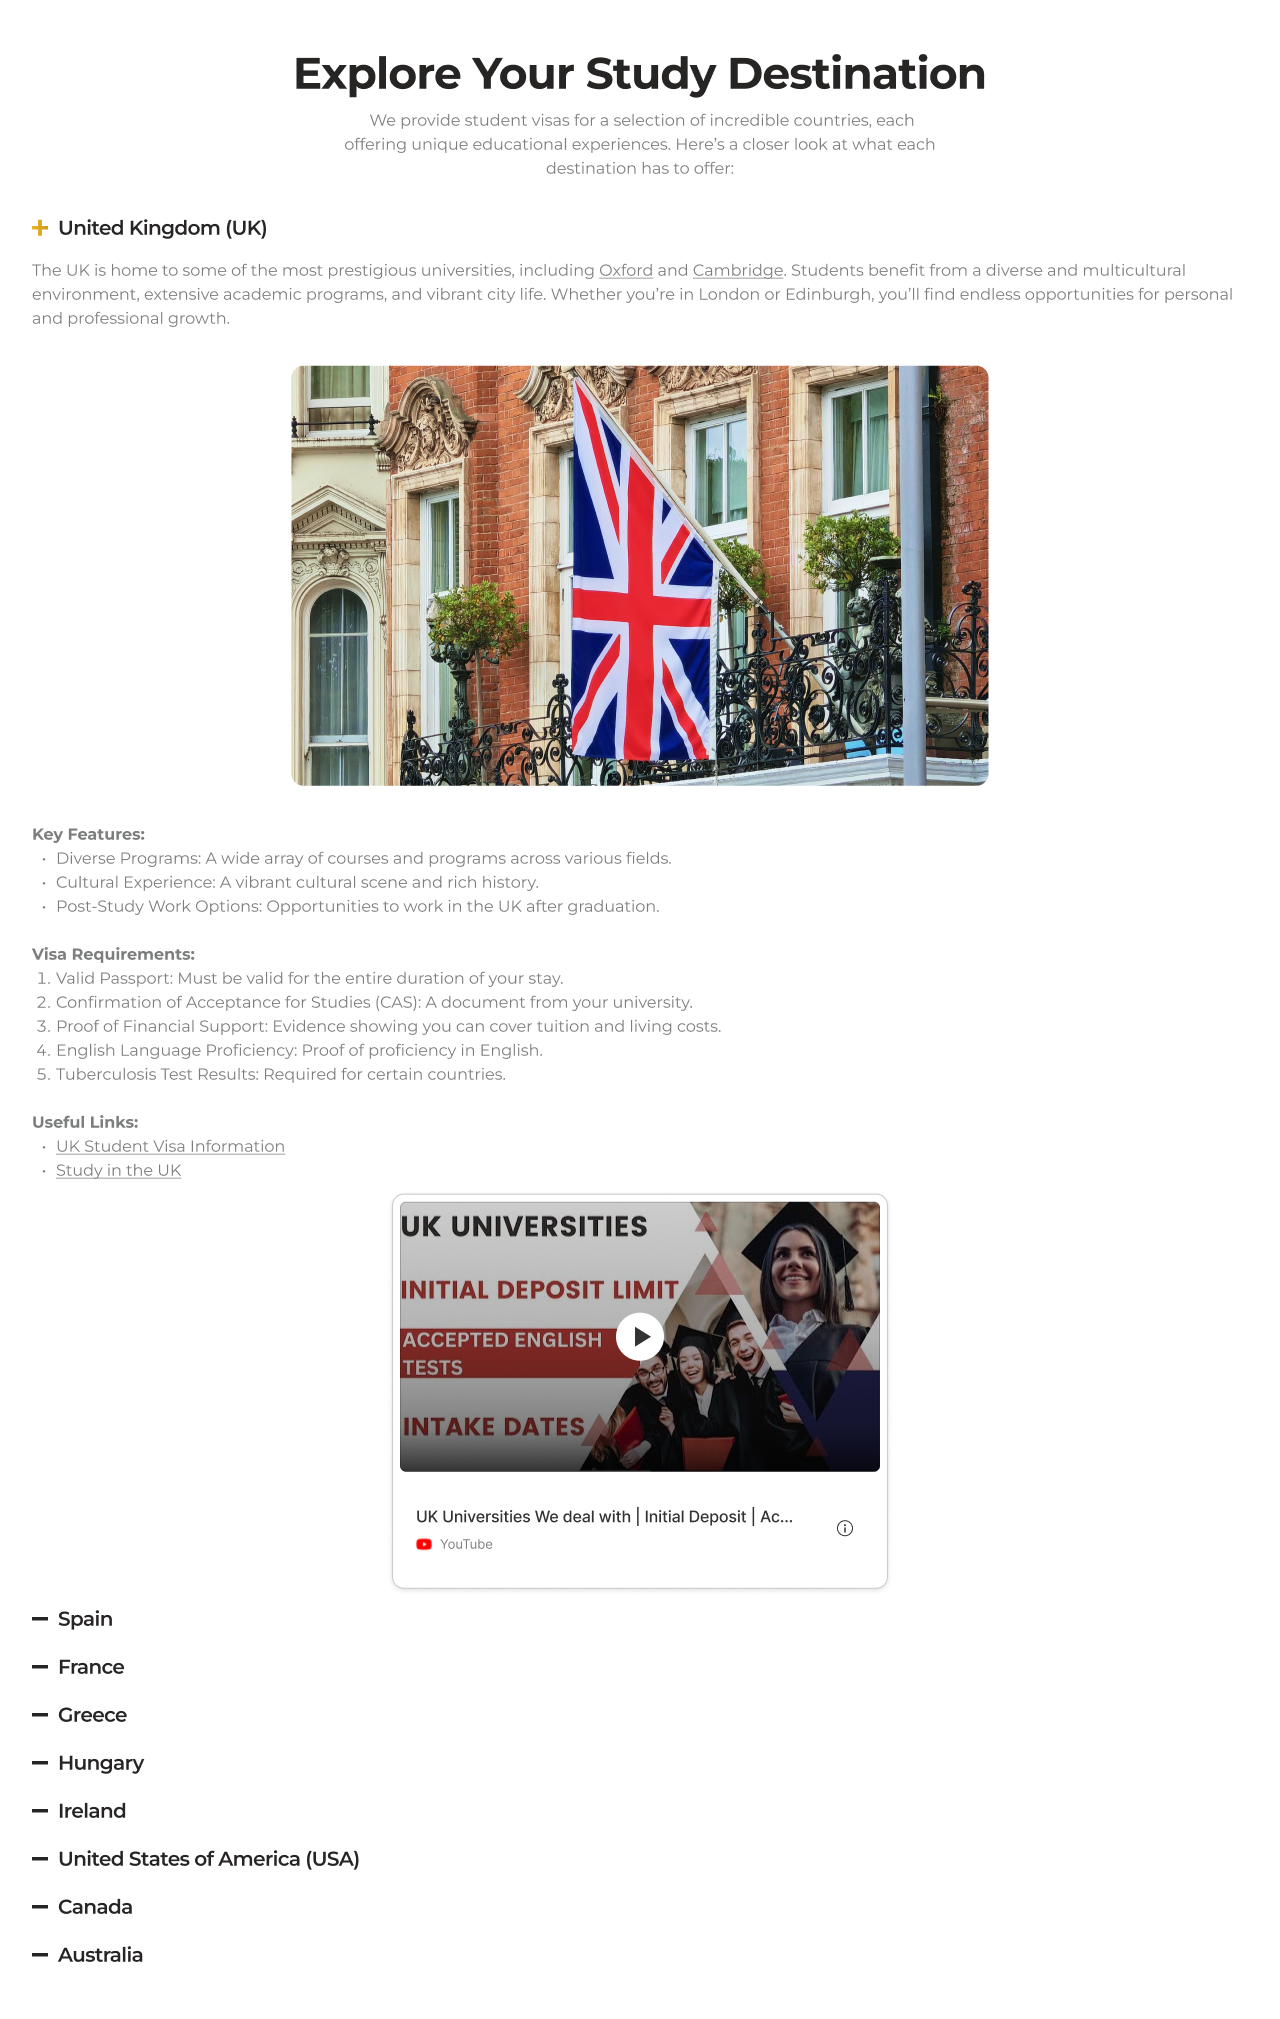 Explore Your Study Destination
We provide student visas for a selection of incredible countries, each
offering unique educational experiences. Here's a closer look at what each
destination has to offer:
United Kingdom (UK)
The UK is home to some of the most prestigious universities, including Oxford and Cambridge. Students benefit from a diverse and multicultural
environment, extensive academic programs, and vibrant city life. Whether you're in London or Edinburgh, you'll find endless opportunities for personal
and professional growth.
Key Features:
• Diverse Programs: A wide array of courses and programs across various fields.
• Cultural Experience: A vibrant cultural scene and rich history.
• Post-Study Work Options: Opportunities to work in the UK after graduation.
Visa Requirements:
1. Valid Passport: Must be valid for the entire duration of your stay.
2. Confirmation of Acceptance for Studies (CAS): A document from your university.
3. Proof of Financial Support: Evidence showing you can cover tuition and living costs.
4. English Language Proficiency: Proof of proficiency in English.
5. Tuberculosis Test Results: Required for certain countries.
Useful Links:
• UK Student Visa Information
• Study in the UK
UK UNIVERSITIES
INITIAL DEPOSIT LIMIT
ACCEPTED ENGLISH
TESTS
INTAKE DATES
UK Universities We deal with | Initial Deposit | Ac...
YouTube
Spain
France
Greece
Hungary
Ireland
United States of America (USA)
Canada
Australia